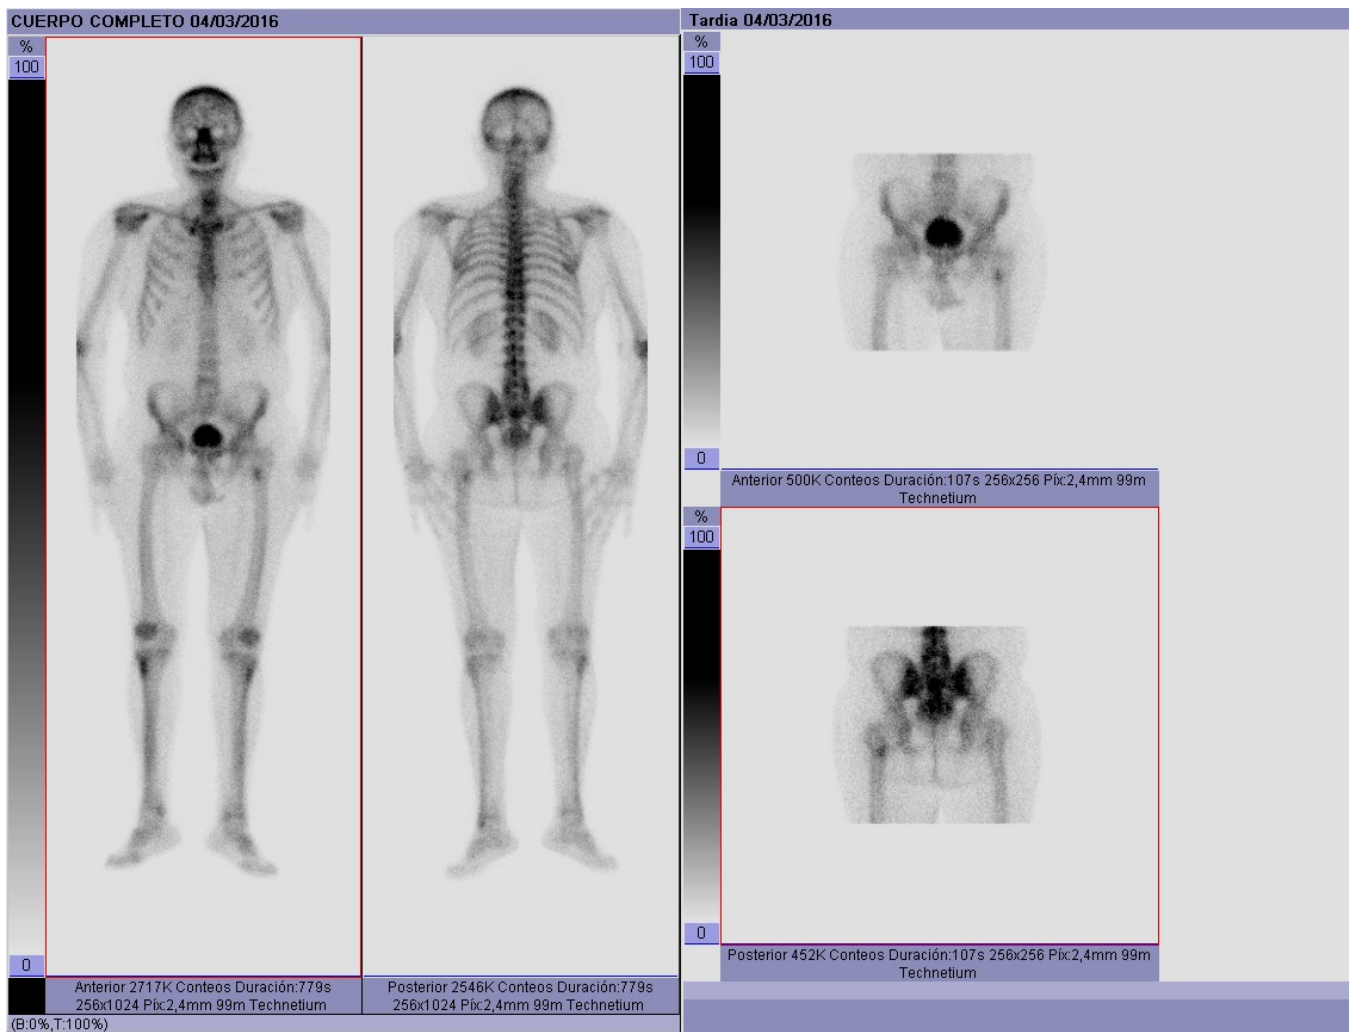 CUERPO COMPLETO 04/03/2016
%
100
0
Anterior 2717K Conteos Duración:779s
256x1024 Píx:2,4mm 99m Technetium
Posterior 2546K Conteos Duración:779s
256x1024 Píx:2,4mm 99m Technetium
(B:0%,T:100%)
Tardia 04/03/2016
%
100
0
Anterior 500K Conteos Duración:107s 256x256 Píx:2,4mm 99m
Technetium
%
100
0
Posterior 452K Conteos Duración:107s 256x256 Píx:2,4mm 99m
Technetium